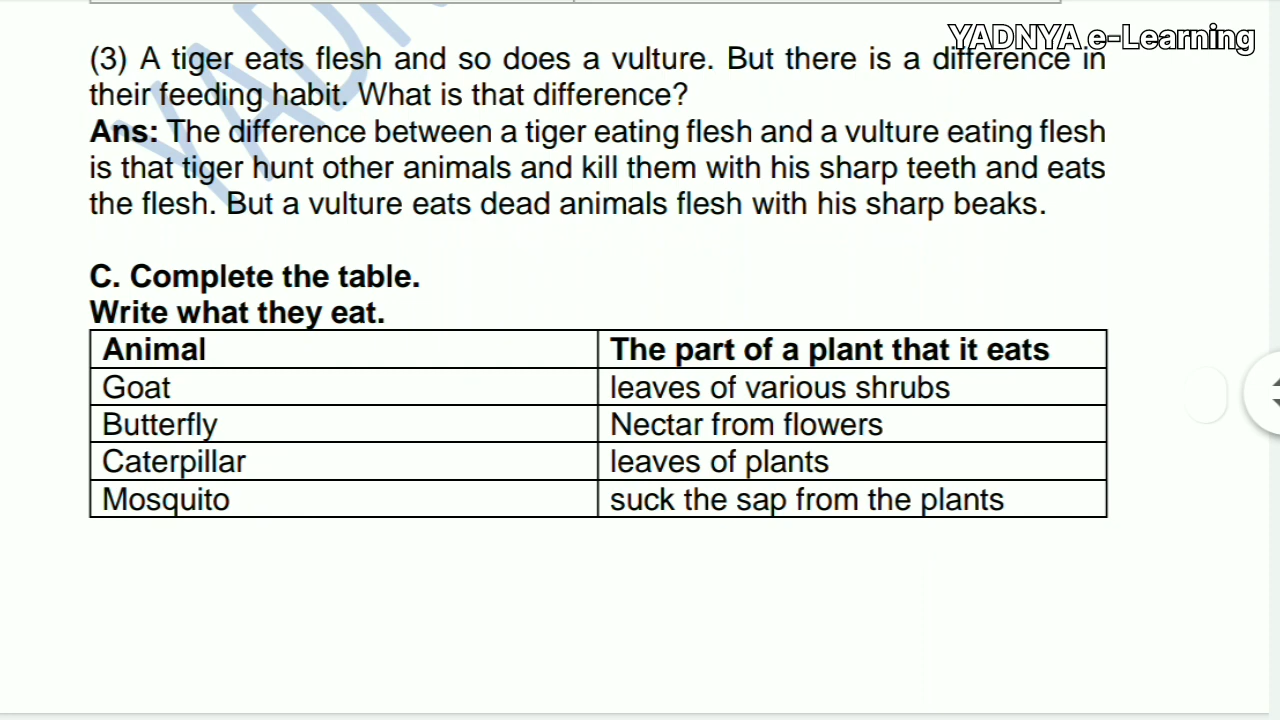 YADNYA e-Learning
(3) A tiger eats flesh and so does a vulture. But there is a difference in
their feeding habit. What is that difference?
Ans: The difference between a tiger eating flesh and a vulture eating flesh
is that tiger hunt other animals and kill them with his sharp teeth and eats
the flesh. But a vulture eats dead animals flesh with his sharp beaks.
C. Complete the table.
Write what they eat.
Animal The part of a plant that it eats
Goat leaves of various shrubs
Butterfly Nectar from flowers
Caterpillar leaves of plants
Mosquito suck the sap from the plants